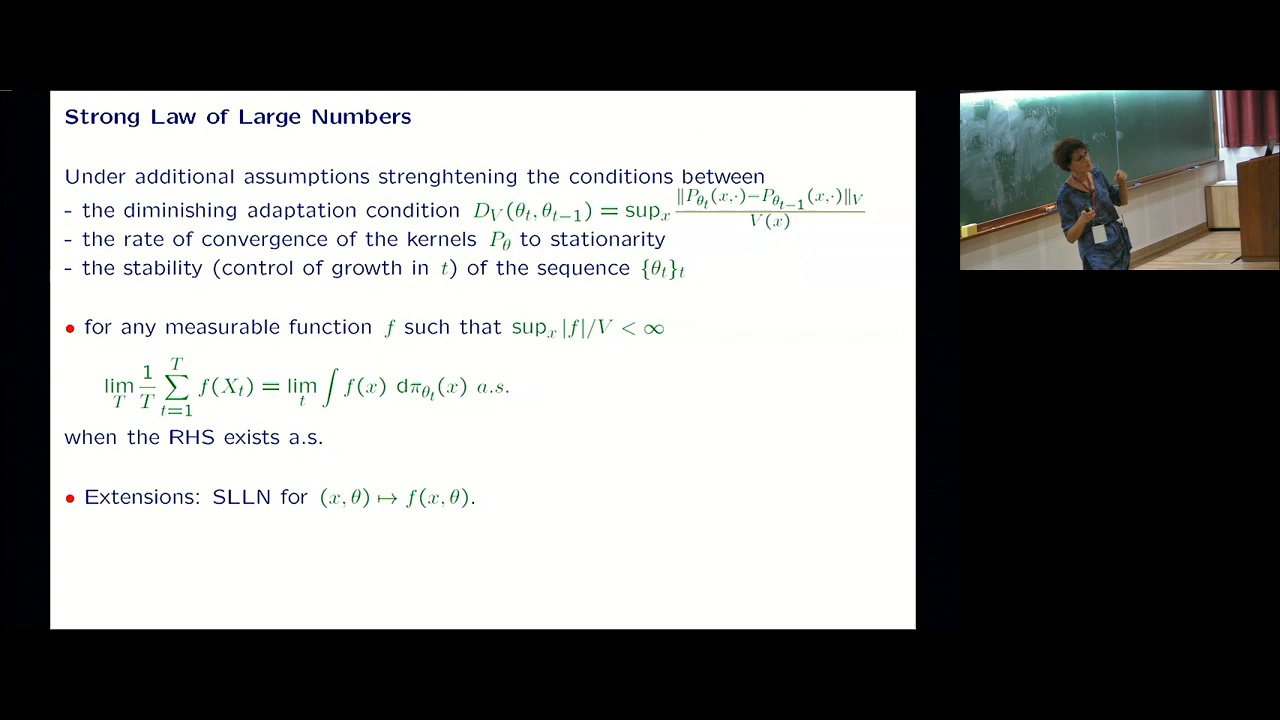 Strong Law of Large Numbers
Under additional assumptions strenghtening the conditions between
- the diminishing adaptation condition $D_V(\theta_t, \theta_{t-1}) = \sup_x \frac{\|P_{\theta_t}(x,\cdot) - P_{\theta_{t-1}}(x,\cdot)\|_V}{V(x)}$
- the rate of convergence of the kernels $P_\theta$ to stationarity
- the stability (control of growth in $t$) of the sequence $\{\theta_t\}_t$
• for any measurable function $f$ such that $\sup_x |f|/V < \infty$
$\lim_T \frac{1}{T} \sum_{t=1}^{T} f(X_t) = \lim_t \int f(x) \, \mathrm{d}\pi_{\theta_t}(x) \; a.s.$
when the RHS exists a.s.
• Extensions: SLLN for $(x, \theta) \mapsto f(x, \theta)$.